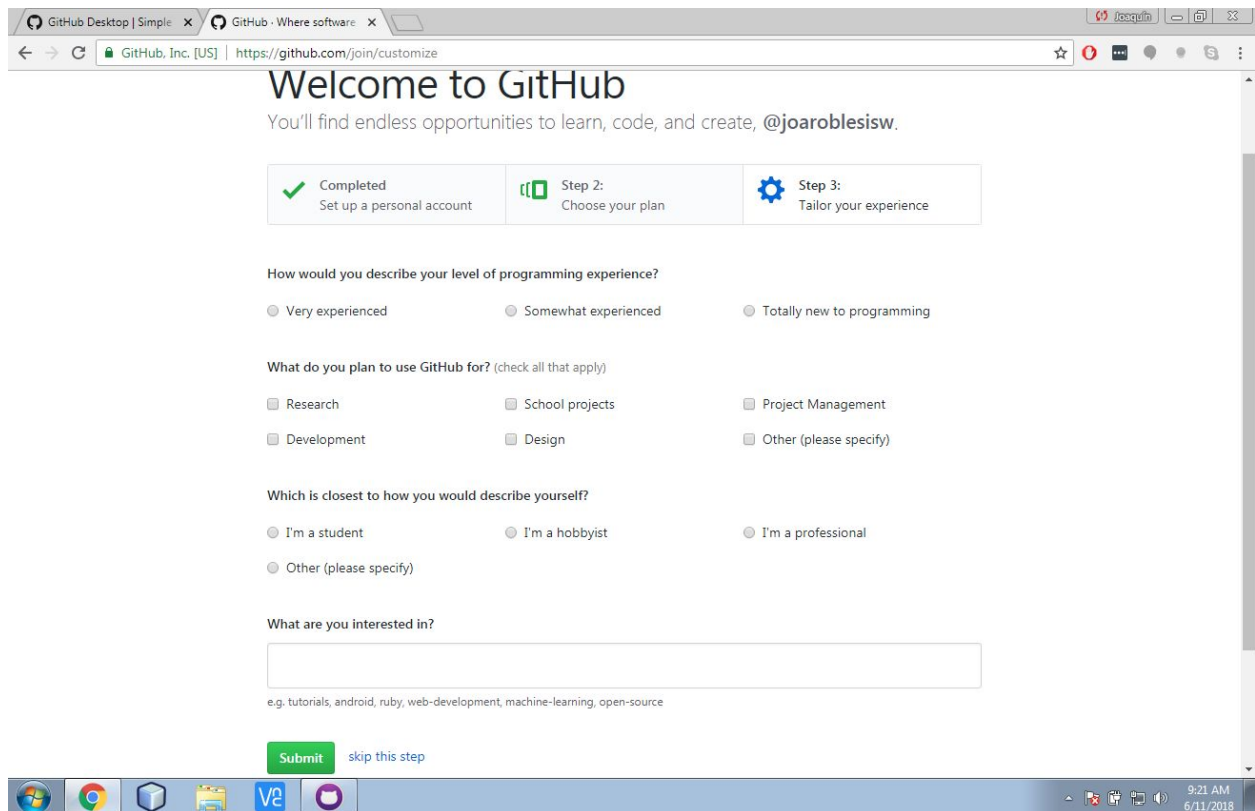 GitHub Desktop | Simple
GitHub · Where software
Joaquín
GitHub, Inc. [US] | https://github.com/join/customize
Welcome to GitHub
You'll find endless opportunities to learn, code, and create, @joaroblesisw.
Completed
Set up a personal account
Step 2:
Choose your plan
Step 3:
Tailor your experience
How would you describe your level of programming experience?
Very experienced
Somewhat experienced
Totally new to programming
What do you plan to use GitHub for? (check all that apply)
Research
School projects
Project Management
Development
Design
Other (please specify)
Which is closest to how you would describe yourself?
I'm a student
I'm a hobbyist
I'm a professional
Other (please specify)
What are you interested in?
e.g. tutorials, android, ruby, web-development, machine-learning, open-source
Submit
skip this step
9:21 AM
6/11/2018